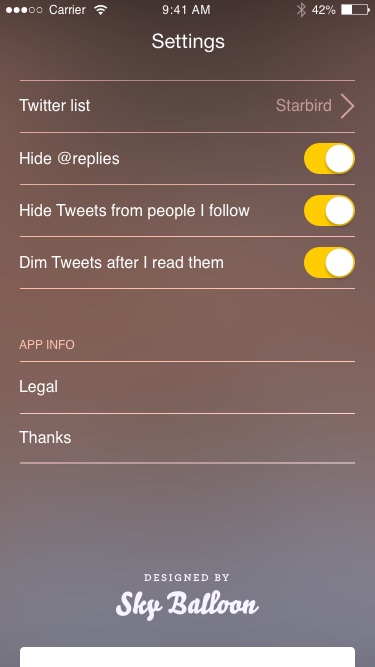 Carrier 9:41 AM 42%
Settings
Twitter list Starbird
Hide @replies
Hide Tweets from people I follow
Dim Tweets after I read them
APP INFO
Legal
Thanks
DESIGNED BY
Sky Balloon